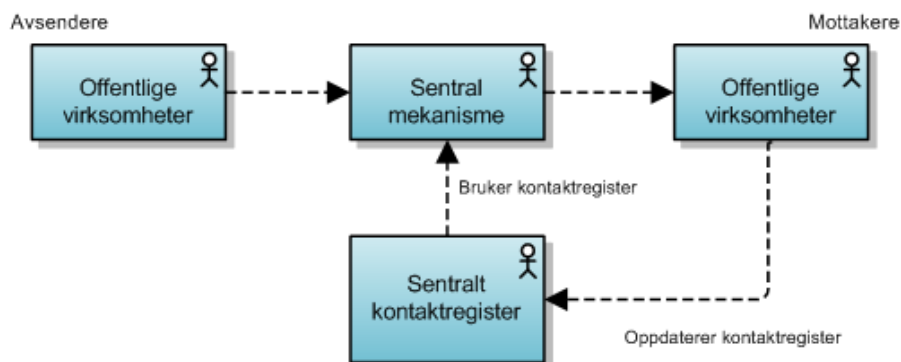 Avsendere
Mottakere
Offentlige
virksomheter
Sentral
mekanisme
Offentlige
virksomheter
Bruker kontaktregister
Sentralt
kontaktregister
Oppdaterer kontaktregister